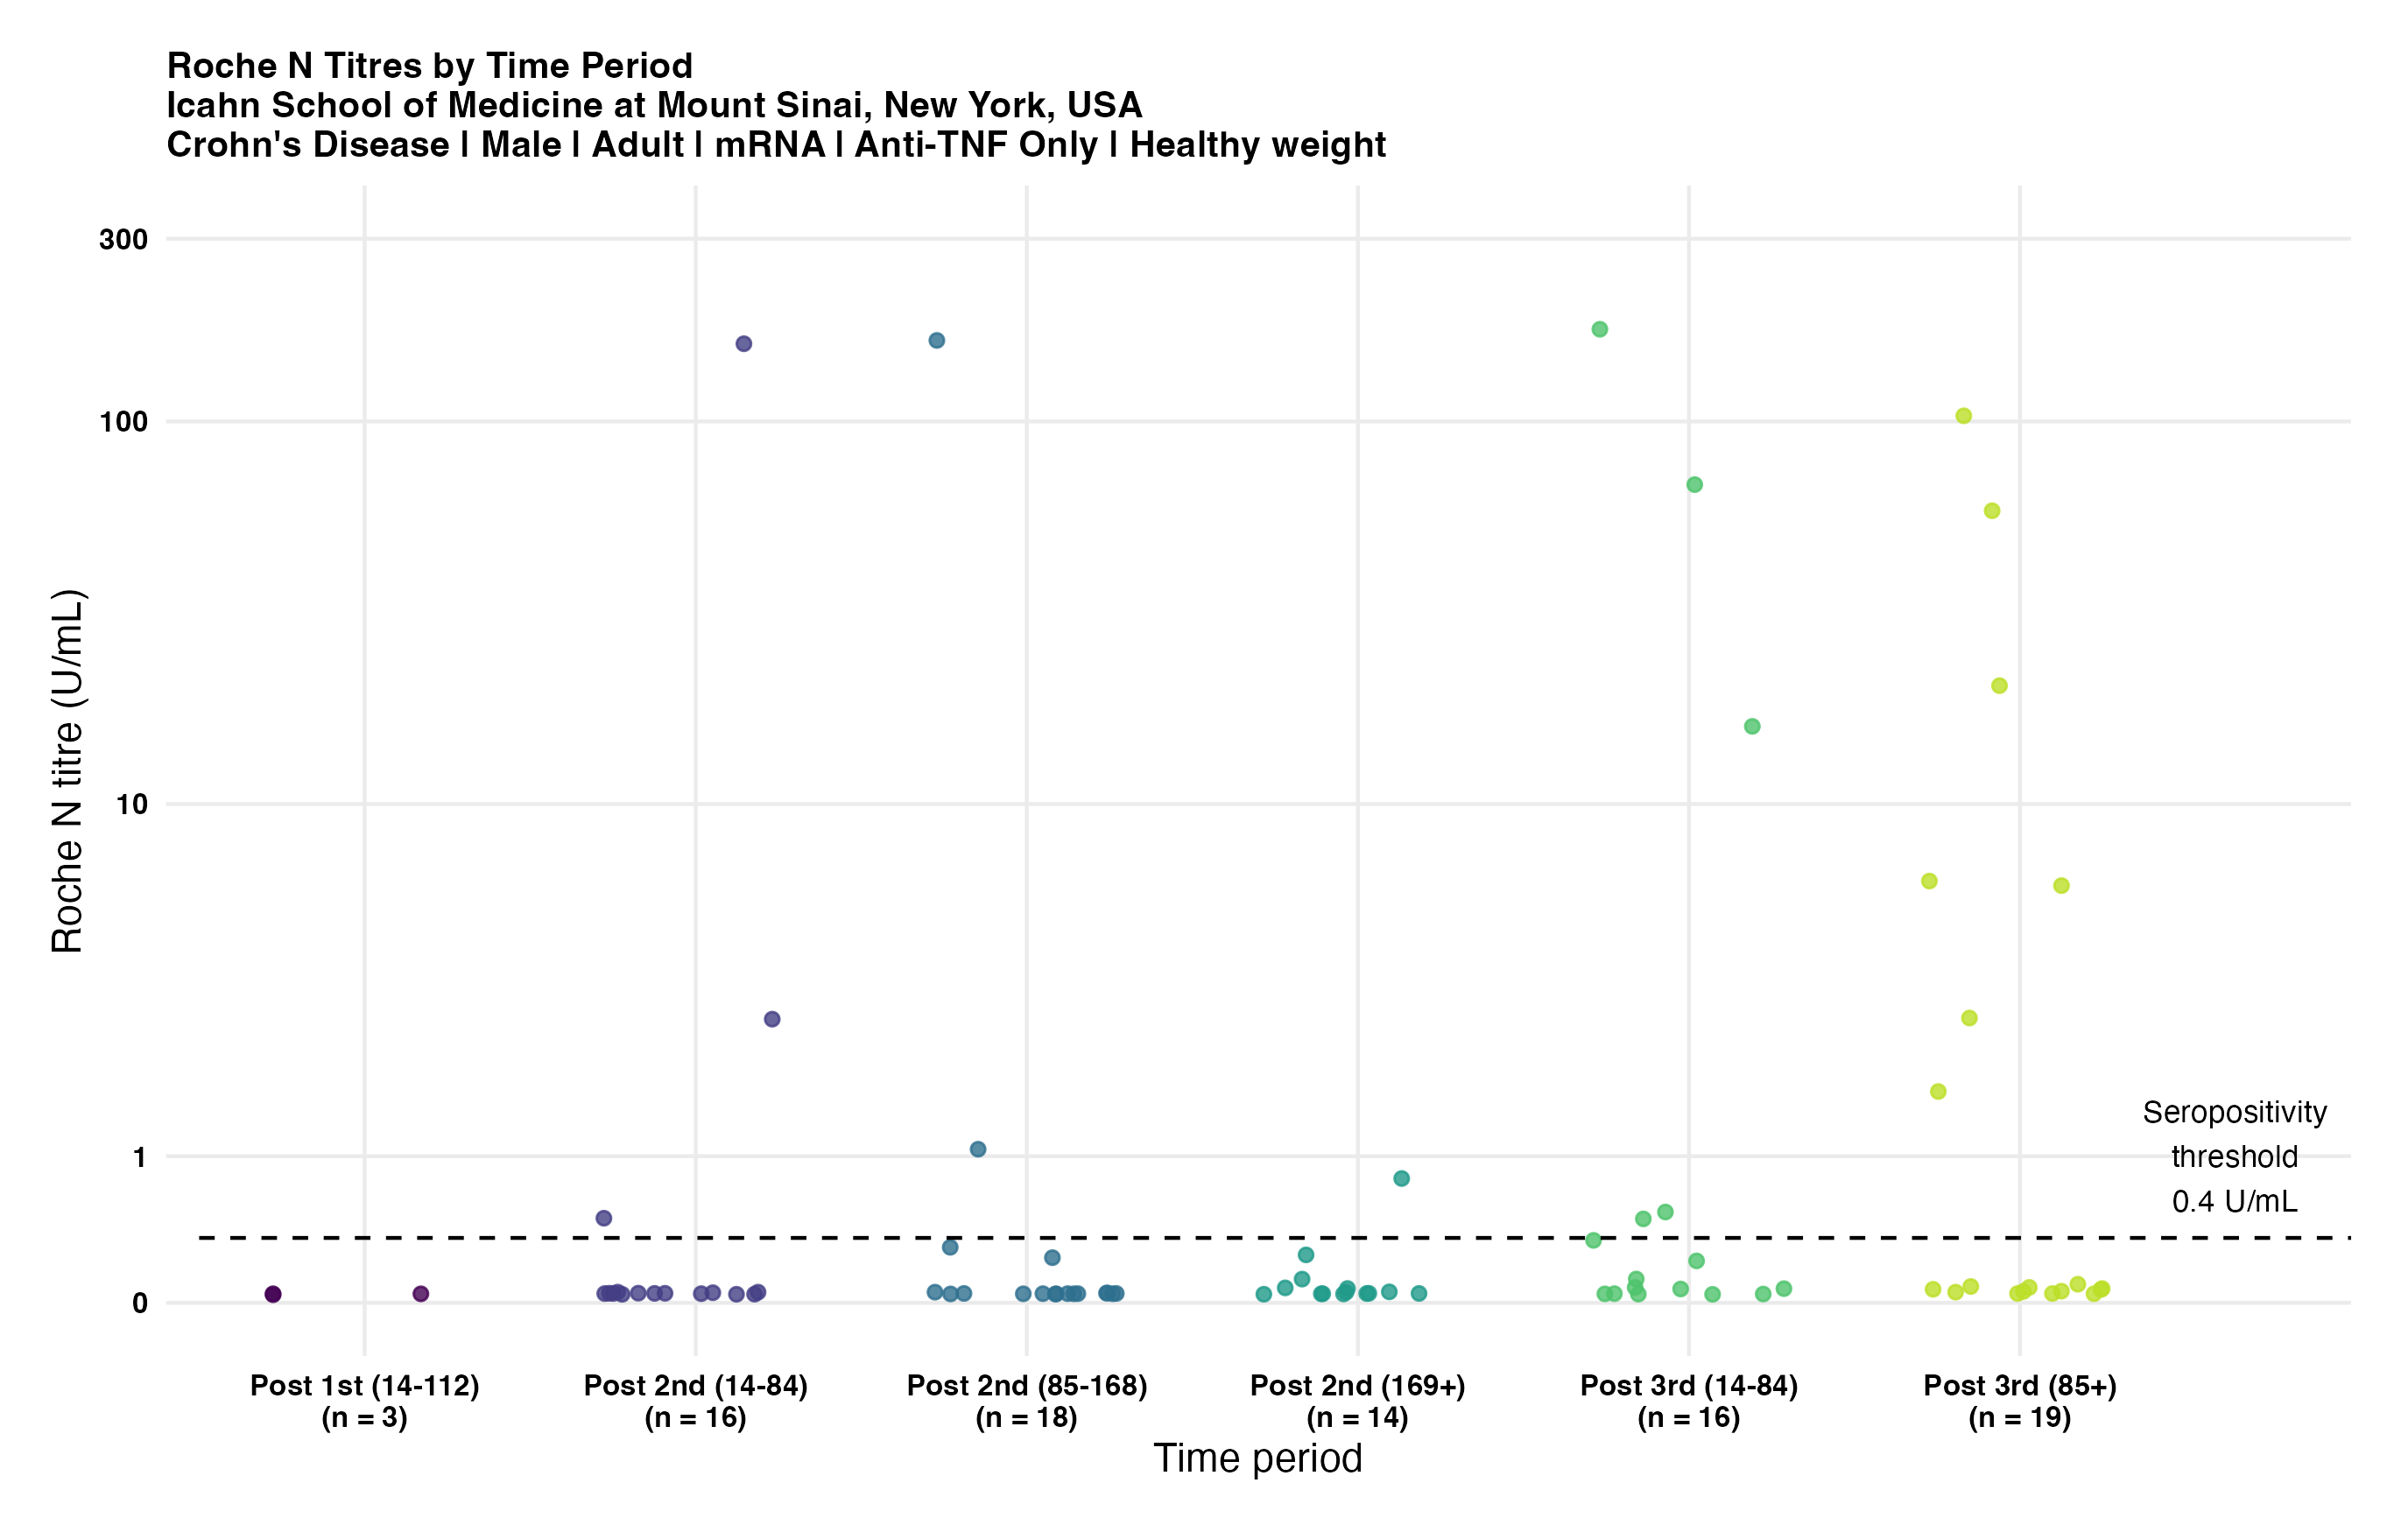 Roche N Titres by Time Period
Icahn School of Medicine at Mount Sinai, New York, USA
Crohn's Disease | Male | Adult | mRNA | Anti-TNF Only | Healthy weight
Roche N titre (U/mL)
300
100
10
1
0
Seropositivity
threshold
0.4 U/mL
Post 1st (14-112)
(n = 3)
Post 2nd (14-84)
(n = 16)
Post 2nd (85-168)
(n = 18)
Post 2nd (169+)
(n = 14)
Post 3rd (14-84)
(n = 16)
Post 3rd (85+)
(n = 19)
Time period